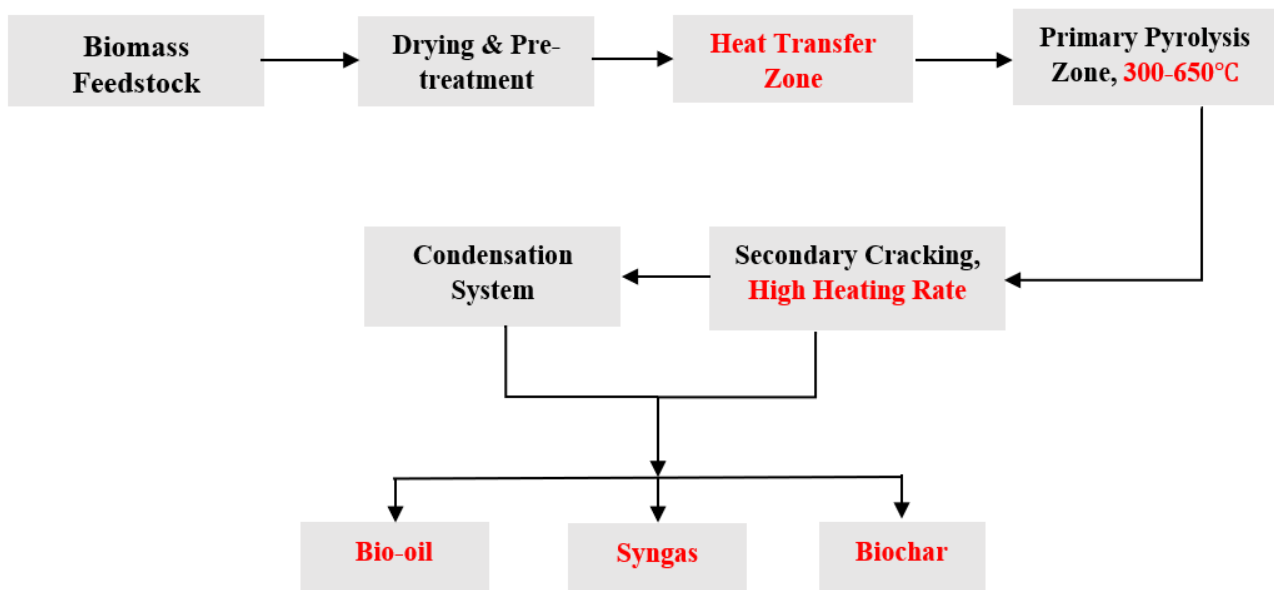 Biomass
Feedstock
Drying & Pre-
treatment
Heat Transfer
Zone
Primary Pyrolysis
Zone, 300-650℃
Condensation
System
Secondary Cracking,
High Heating Rate
Bio-oil
Syngas
Biochar